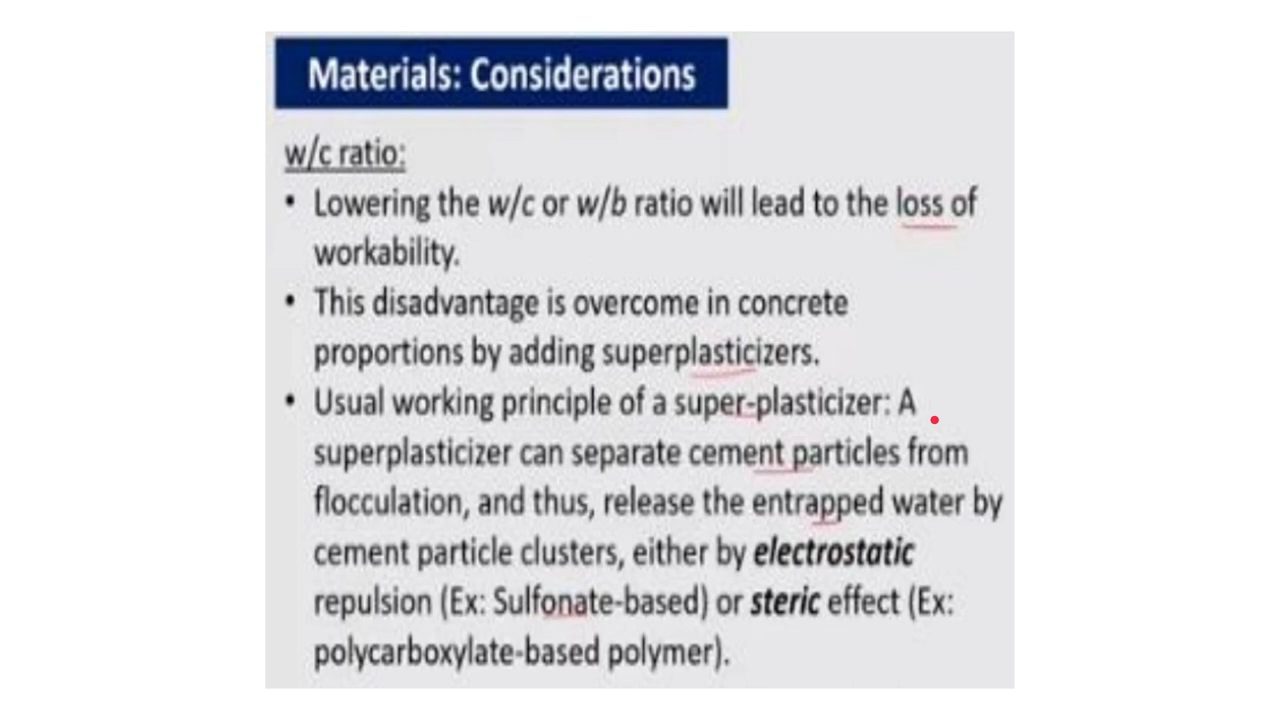 Materials: Considerations
w/c ratio:
• Lowering the w/c or w/b ratio will lead to the loss of
workability.
• This disadvantage is overcome in concrete
proportions by adding superplasticizers.
• Usual working principle of a super-plasticizer: A
superplasticizer can separate cement particles from
flocculation, and thus, release the entrapped water by
cement particle clusters, either by electrostatic
repulsion (Ex: Sulfonate-based) or steric effect (Ex:
polycarboxylate-based polymer).